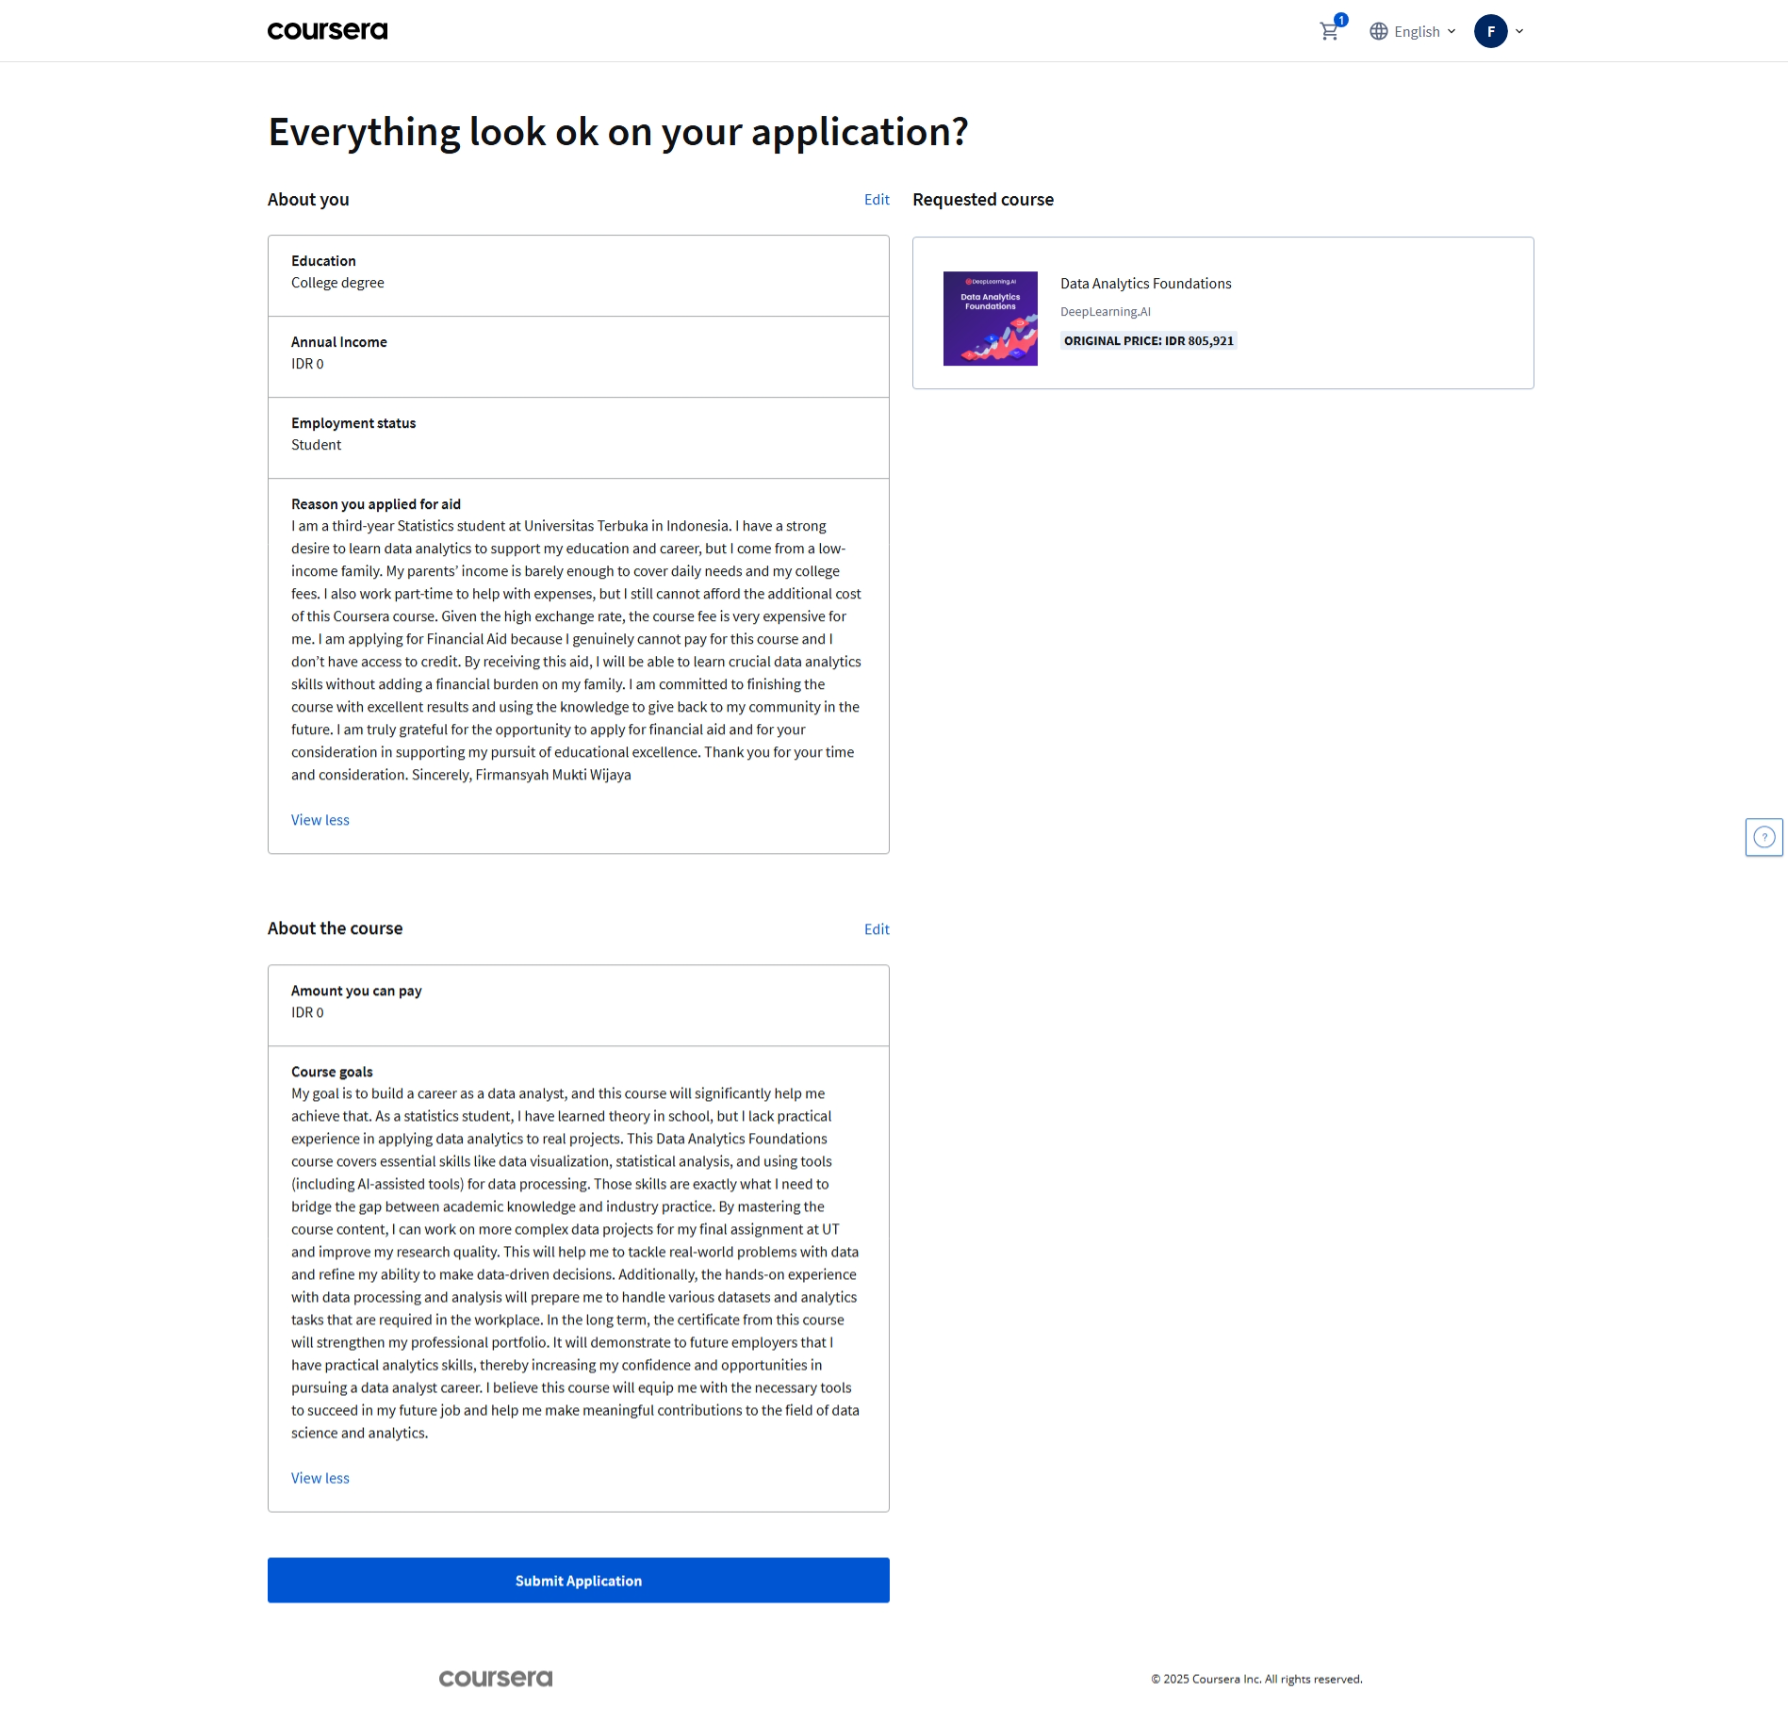 coursera
1
English
F
Everything look ok on your application?
About you
Edit
Education
College degree
Annual Income
IDR 0
Employment status
Student
Reason you applied for aid
I am a third-year Statistics student at Universitas Terbuka in Indonesia. I have a strong
desire to learn data analytics to support my education and career, but I come from a low-
income family. My parents’ income is barely enough to cover daily needs and my college
fees. I also work part-time to help with expenses, but I still cannot afford the additional cost
of this Coursera course. Given the high exchange rate, the course fee is very expensive for
me. I am applying for Financial Aid because I genuinely cannot pay for this course and I
don’t have access to credit. By receiving this aid, I will be able to learn crucial data analytics
skills without adding a financial burden on my family. I am committed to finishing the
course with excellent results and using the knowledge to give back to my community in the
future. I am truly grateful for the opportunity to apply for financial aid and for your
consideration in supporting my pursuit of educational excellence. Thank you for your time
and consideration. Sincerely, Firmansyah Mukti Wijaya
View less
Requested course
DeepLearning.AI
Data Analytics
Foundations
Data Analytics Foundations
DeepLearning.AI
ORIGINAL PRICE: IDR 805,921
?
About the course
Edit
Amount you can pay
IDR 0
Course goals
My goal is to build a career as a data analyst, and this course will significantly help me
achieve that. As a statistics student, I have learned theory in school, but I lack practical
experience in applying data analytics to real projects. This Data Analytics Foundations
course covers essential skills like data visualization, statistical analysis, and using tools
(including AI-assisted tools) for data processing. Those skills are exactly what I need to
bridge the gap between academic knowledge and industry practice. By mastering the
course content, I can work on more complex data projects for my final assignment at UT
and improve my research quality. This will help me to tackle real-world problems with data
and refine my ability to make data-driven decisions. Additionally, the hands-on experience
with data processing and analysis will prepare me to handle various datasets and analytics
tasks that are required in the workplace. In the long term, the certificate from this course
will strengthen my professional portfolio. It will demonstrate to future employers that I
have practical analytics skills, thereby increasing my confidence and opportunities in
pursuing a data analyst career. I believe this course will equip me with the necessary tools
to succeed in my future job and help me make meaningful contributions to the field of data
science and analytics.
View less
Submit Application
coursera
© 2025 Coursera Inc. All rights reserved.